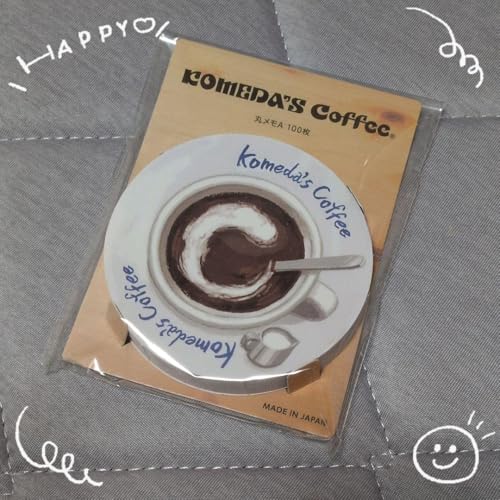 HAPPY
KOMEDA'S Coffee®
丸メモA 100枚
Komeda's Coffee
Komeda's Coffee
MADE IN JAPAN